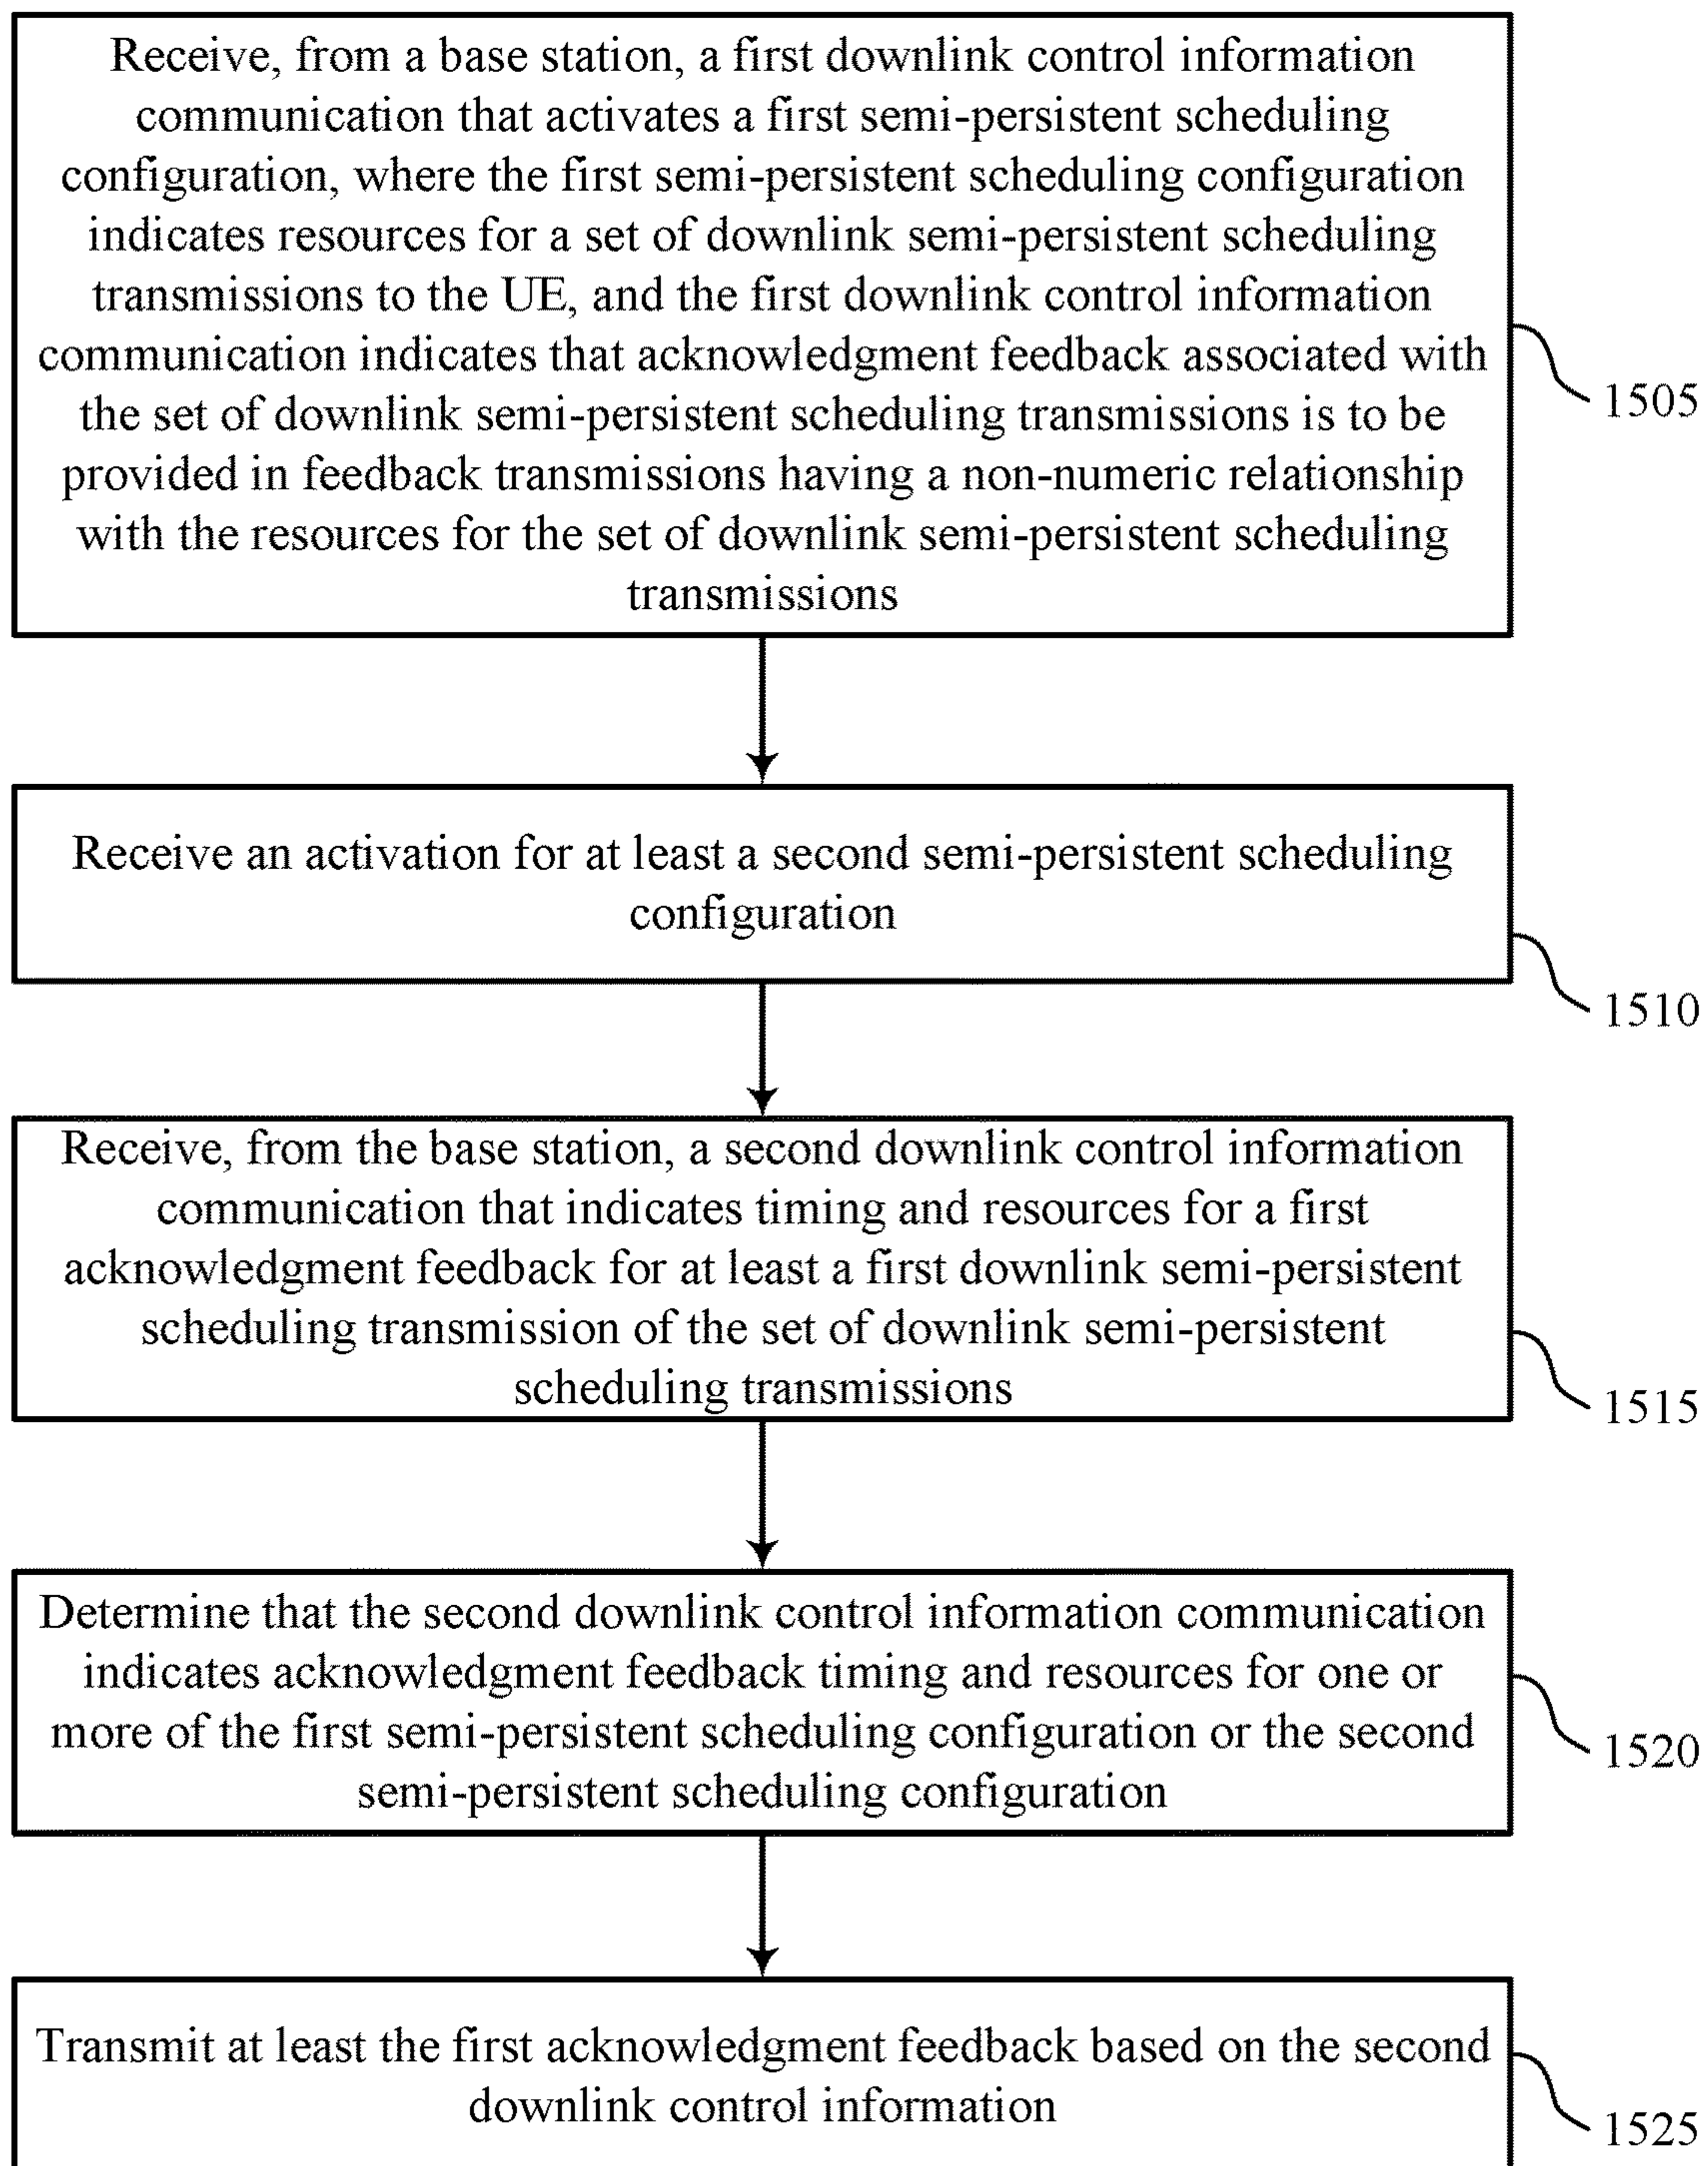 Receive, from a base station, a first downlink control information
communication that activates a first semi-persistent scheduling
configuration, where the first semi-persistent scheduling configuration
indicates resources for a set of downlink semi-persistent scheduling
transmissions to the UE, and the first downlink control information
communication indicates that acknowledgment feedback associated with
the set of downlink semi-persistent scheduling transmissions is to be
provided in feedback transmissions having a non-numeric relationship
with the resources for the set of downlink semi-persistent scheduling
transmissions
1505
Receive an activation for at least a second semi-persistent scheduling
configuration
1510
Receive, from the base station, a second downlink control information
communication that indicates timing and resources for a first
acknowledgment feedback for at least a first downlink semi-persistent
scheduling transmission of the set of downlink semi-persistent
scheduling transmissions
1515
Determine that the second downlink control information communication
indicates acknowledgment feedback timing and resources for one or
more of the first semi-persistent scheduling configuration or the second
semi-persistent scheduling configuration
1520
Transmit at least the first acknowledgment feedback based on the second
downlink control information
1525